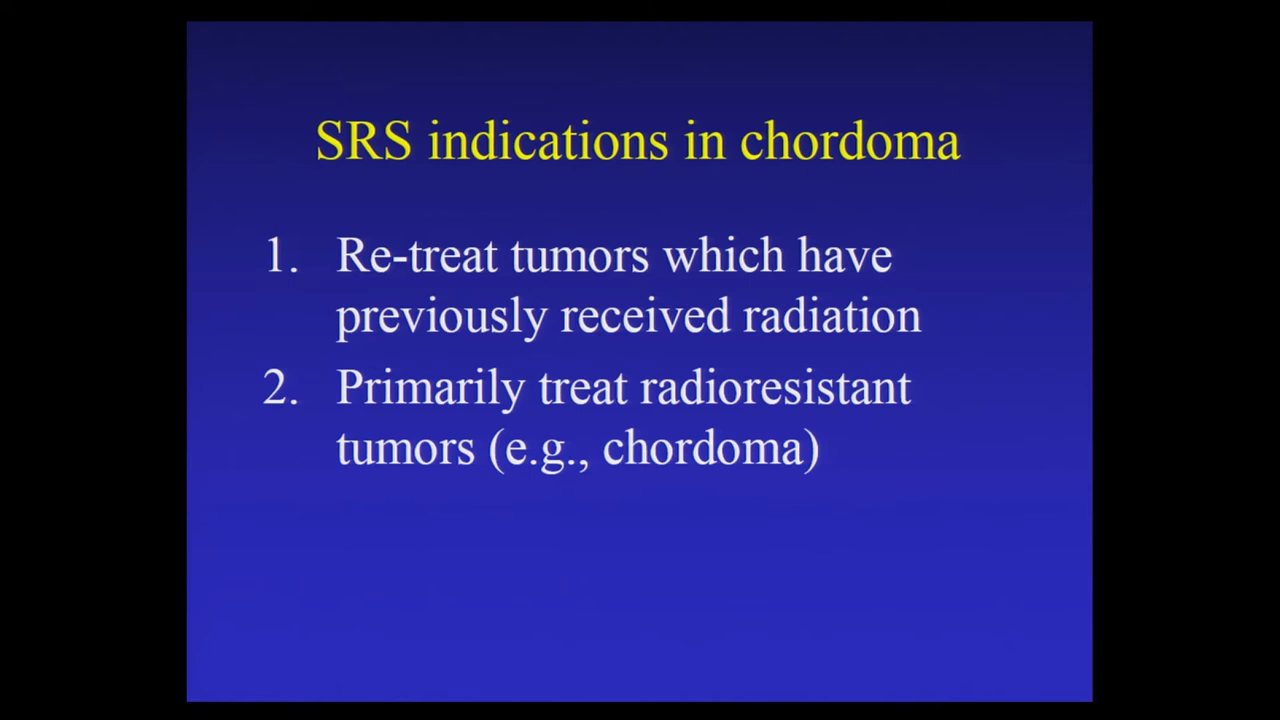 SRS indications in chordoma
1. Re-treat tumors which have
previously received radiation
2. Primarily treat radioresistant
tumors (e.g., chordoma)